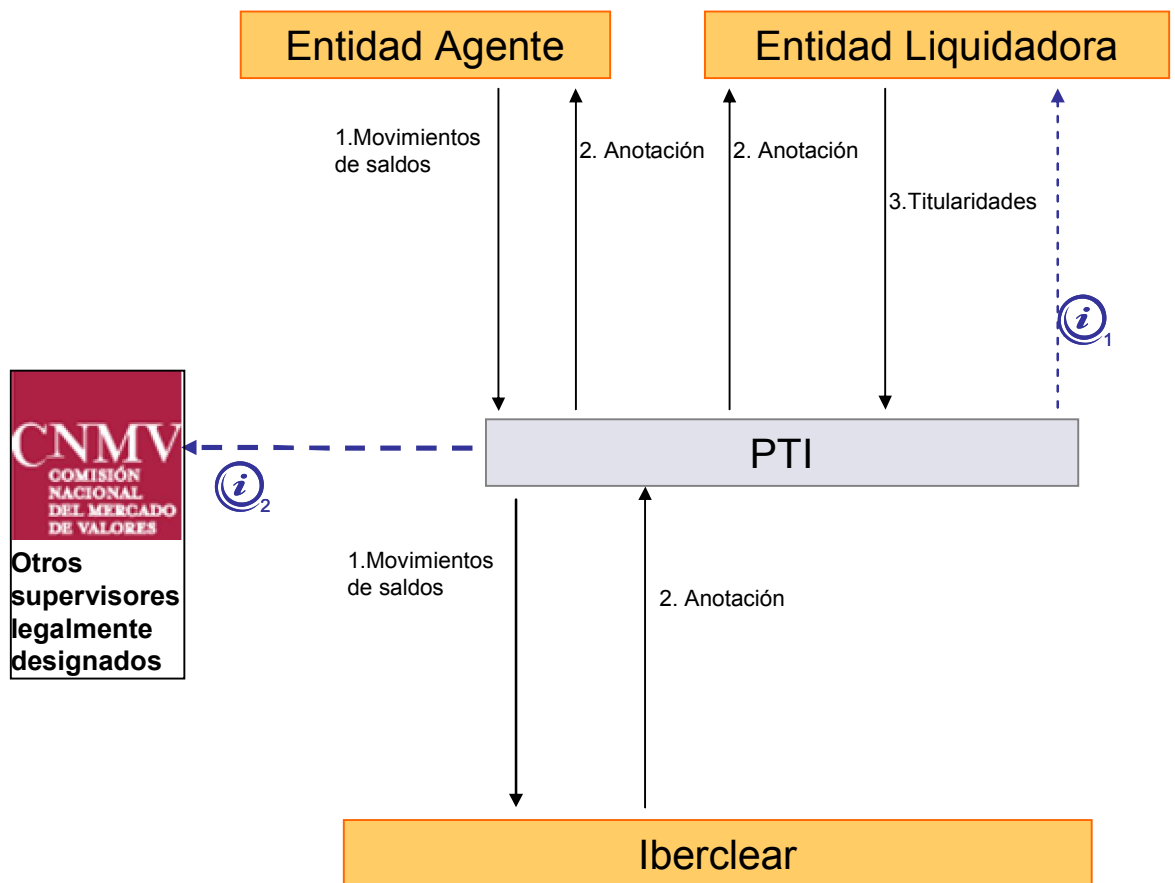 Entidad Agente
Entidad Liquidadora
1.Movimientos
de saldos
2. Anotación
2. Anotación
3.Titularidades
i
1
CNMV
COMISIÓN
NACIONAL
DEL MERCADO
DE VALORES
i
2
PTI
Otros
supervisores
legalmente
designados
1.Movimientos
de saldos
2. Anotación
Iberclear